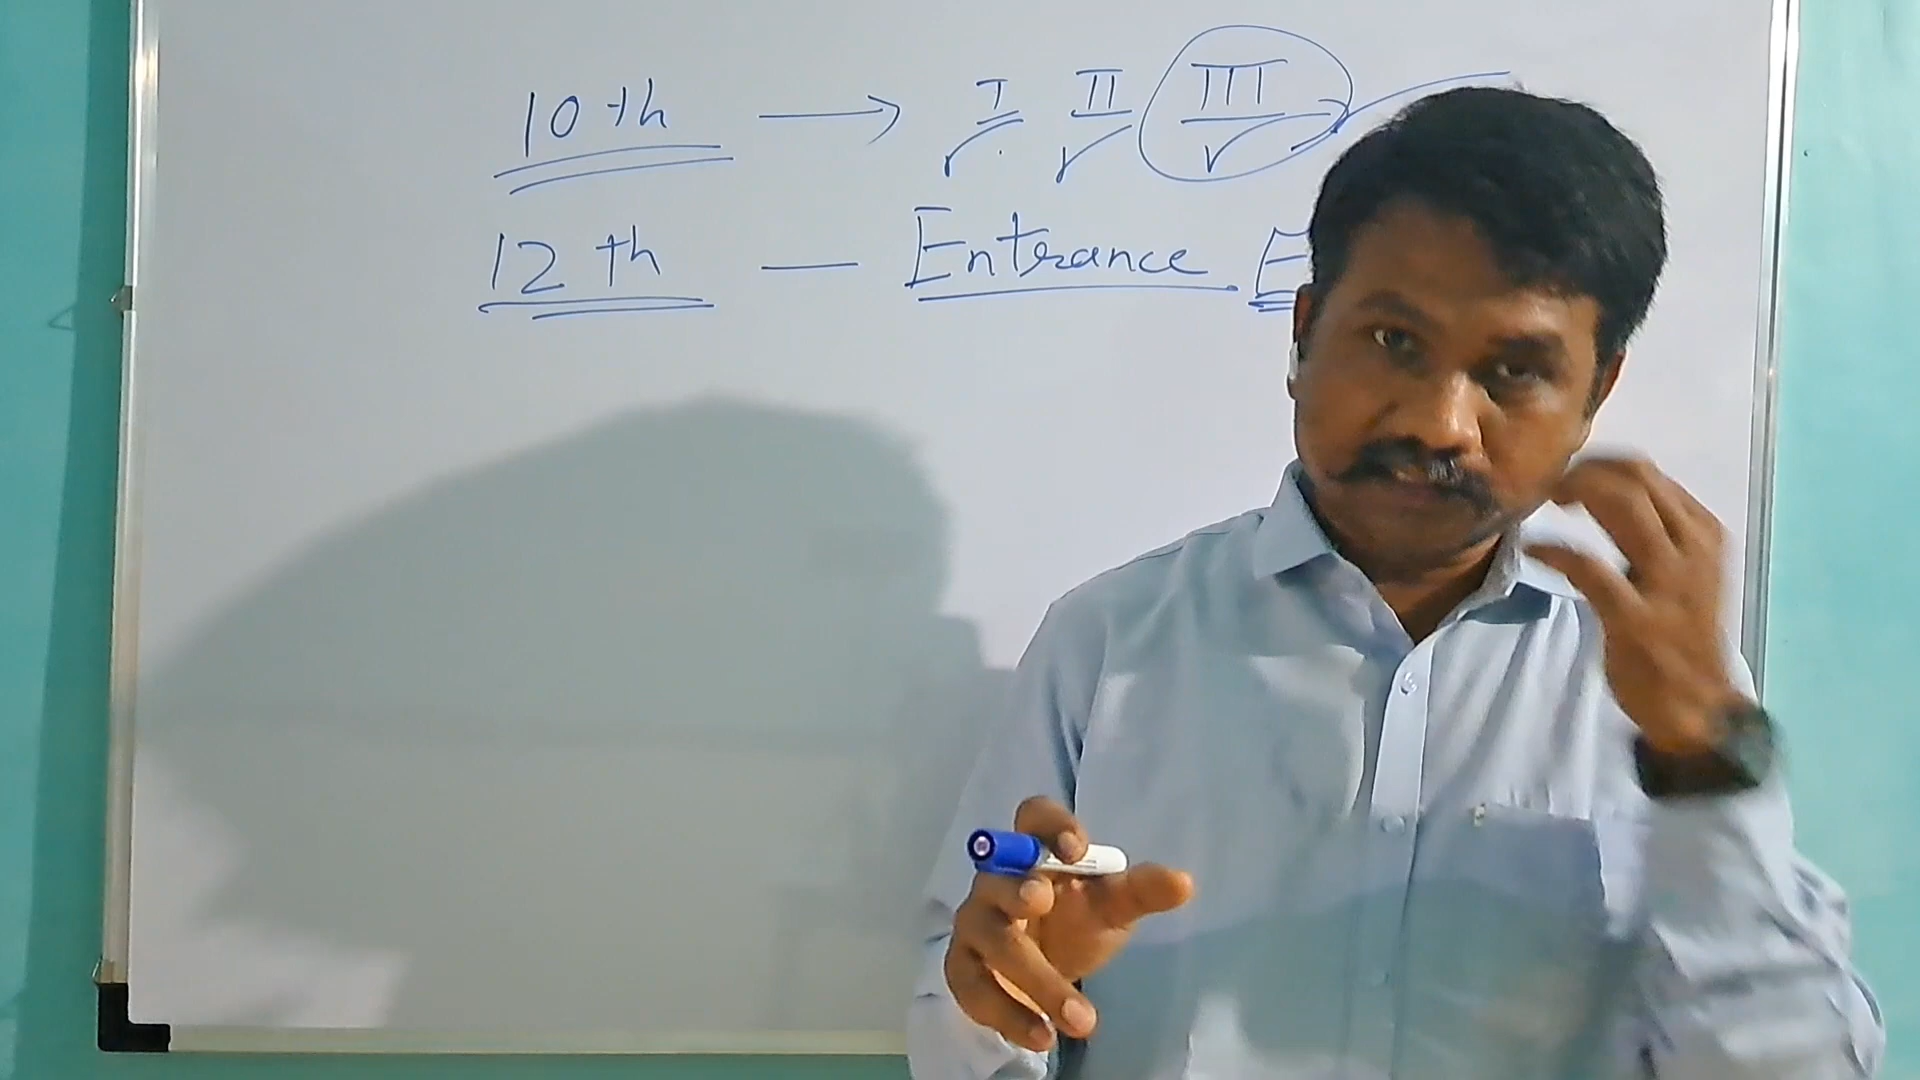 10th → I II III
12th — Entrance E